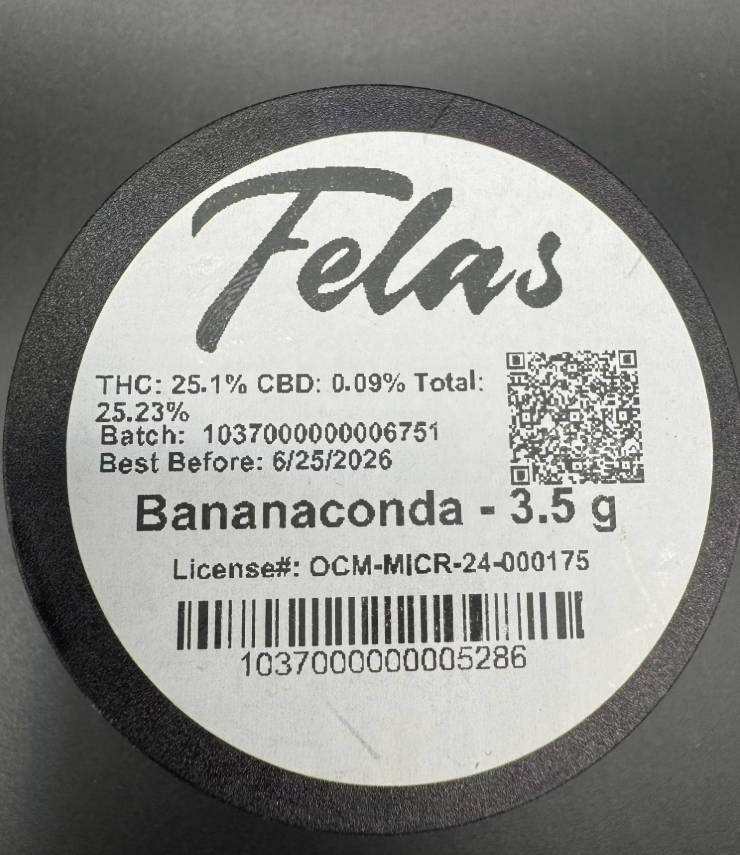 Felas
THC: 25.1% CBD: 0.09% Total:
25.23%
Batch: 1037000000006751
Best Before: 6/25/2026
Bananaconda - 3.5 g
License#: OCM-MICR-24-000175
1037000000005286